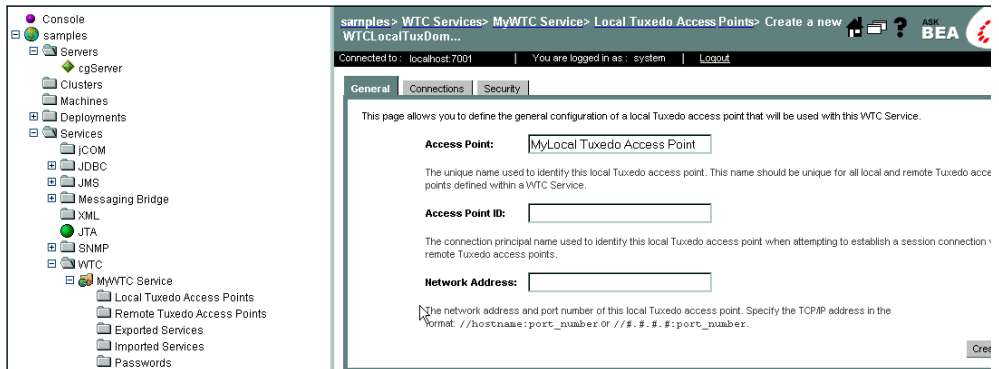 Console
samples
Servers
cgServer
Clusters
Machines
Deployments
Services
jCOM
JDBC
JMS
Messaging Bridge
XML
JTA
SNMP
WTC
MyWTC Service
Local Tuxedo Access Points
Remote Tuxedo Access Points
Exported Services
Imported Services
Passwords
samples> WTC Services> MyWTC Service> Local Tuxedo Access Points> Create a new
WTCLocalTuxDom...
?
ASK
BEA
Connected to : localhost:7001 | You are logged in as : system | Logout
General Connections Security
This page allows you to define the general configuration of a local Tuxedo access point that will be used with this WTC Service.
Access Point: MyLocal Tuxedo Access Point
The unique name used to identify this local Tuxedo access point. This name should be unique for all local and remote Tuxedo acce
points defined within a WTC Service.
Access Point ID:
The connection principal name used to identify this local Tuxedo access point when attempting to establish a session connection
remote Tuxedo access points.
Network Address:
The network address and port number of this local Tuxedo access point. Specify the TCP/IP address in the
format: //hostname:port_number or //#.#.#.#:port_number.
Crea